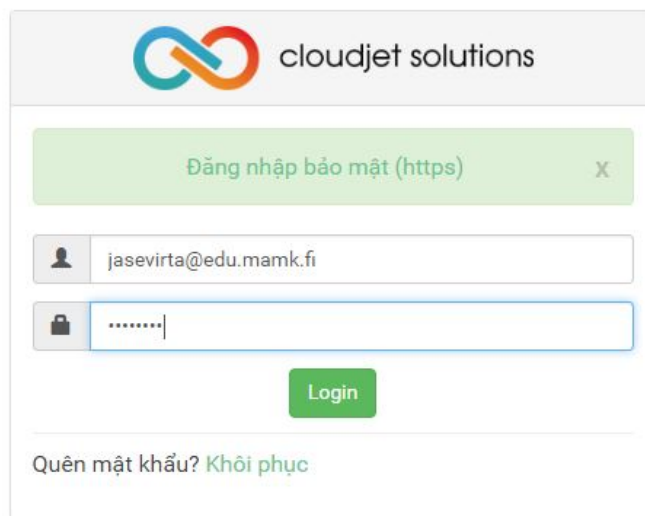 cloudjet solutions
Đăng nhập bảo mật (https) x
jasevirta@edu.mamk.fi
••••••••
Login
Quên mật khẩu? Khôi phục